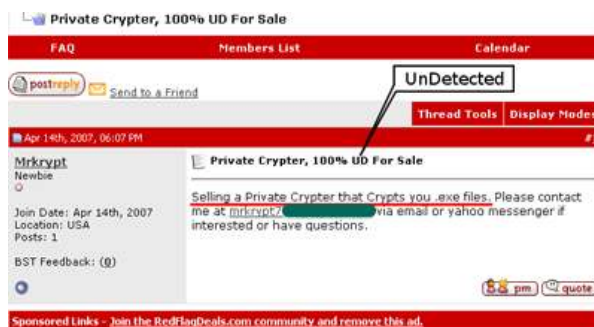 Private Crypter, 100% UD For Sale
FAQ Members List Calendar
postreply Send to a Friend
UnDetected
Thread Tools Display Modes
Apr 14th, 2007, 06:07 PM
Mrkrypt
Newbie
Join Date: Apr 14th, 2007
Location: USA
Posts: 1
BST Feedback: (0)
Private Crypter, 100% UD For Sale
Selling a Private Crypter that Crypts you .exe files. Please contact
me at mrkrypt7 via email or yahoo messenger if
interested or have questions.
pm quote
Sponsored Links - Join the RedFlagDeals.com community and remove this ad.